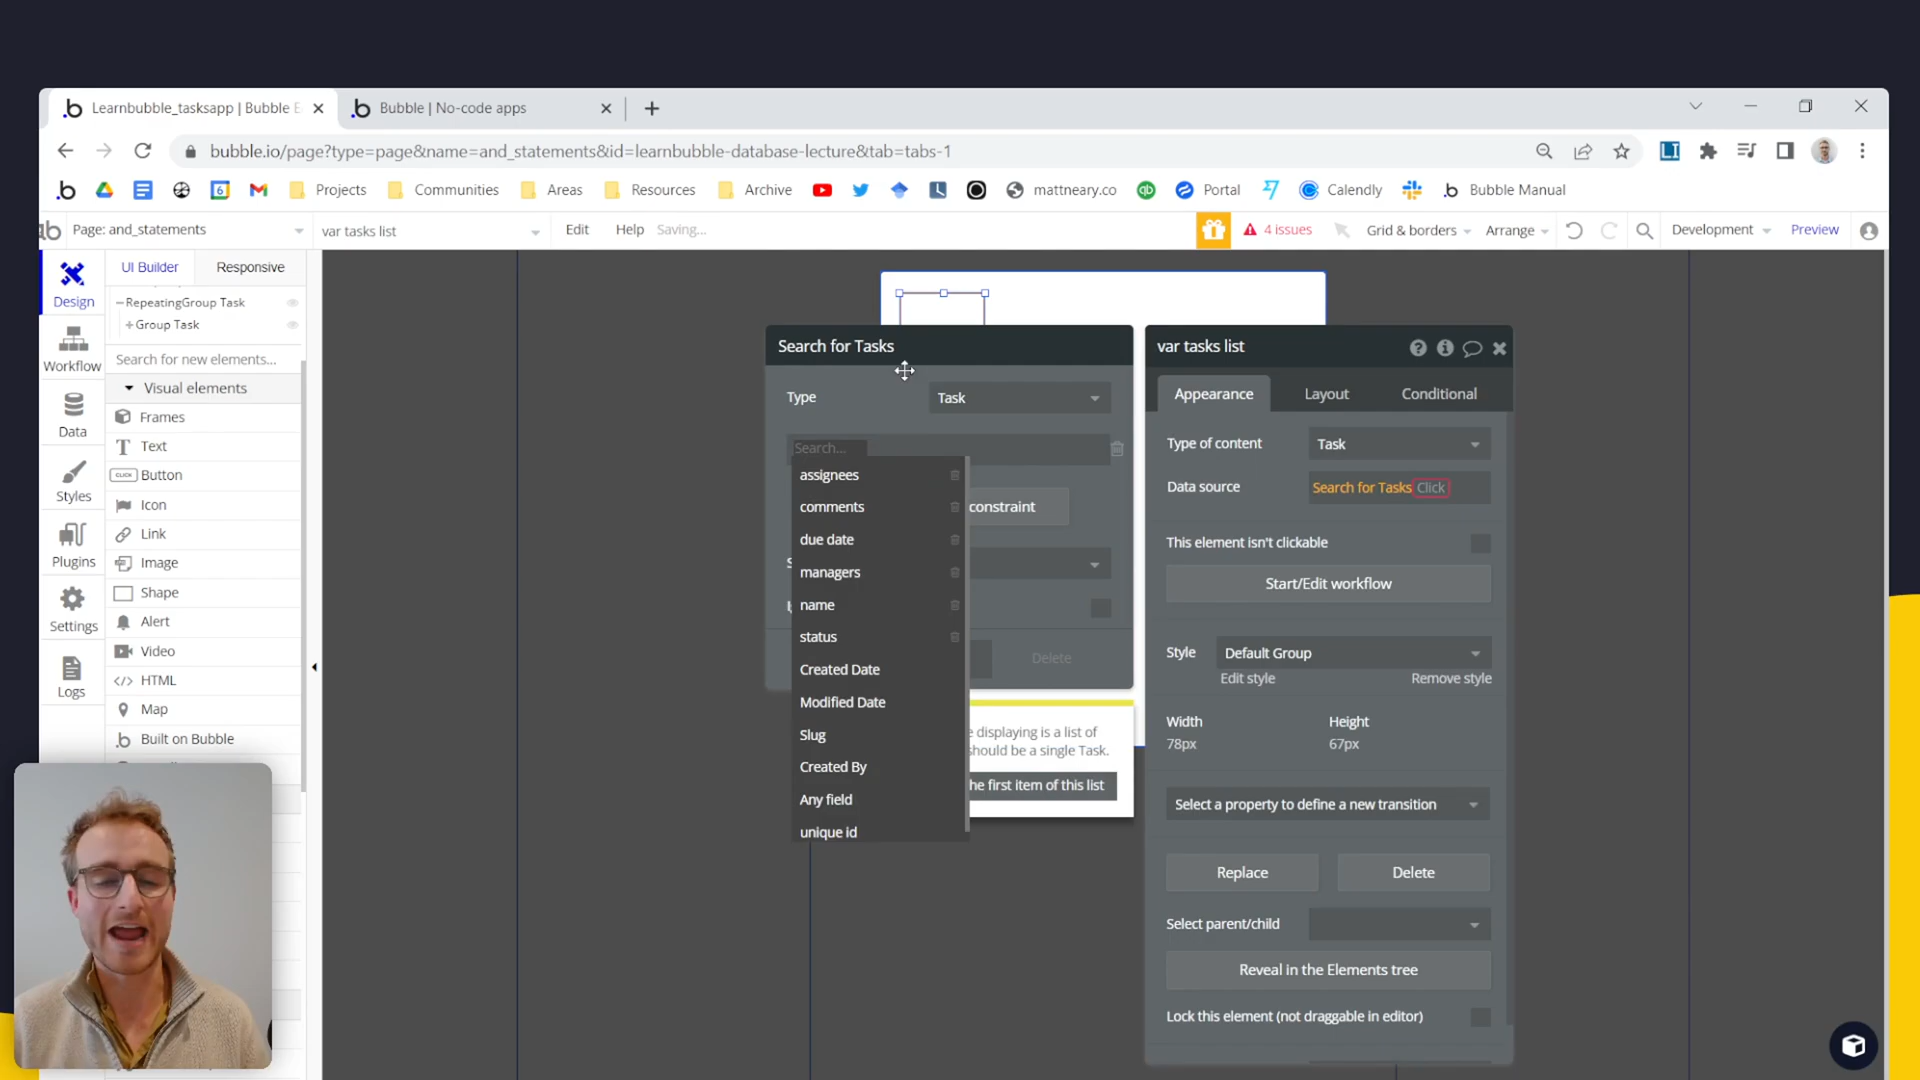 Learnbubble_tasksapp | Bubble E
Bubble | No-code apps
bubble.io/page?type=page&name=and_statements&id=learnbubble-database-lecture&tab=tabs-1
Projects
Communities
Areas
Resources
Archive
mattneary.co
Portal
Calendly
Bubble Manual
Page: and_statements
var tasks list
Edit
Help
Saving...
4 issues
Grid & borders
Arrange
Development
Preview
Design
Workflow
Data
Styles
Plugins
Settings
Logs
UI Builder
Responsive
RepeatingGroup Task
Group Task
Search for new elements...
Visual elements
Frames
Text
CLICK Button
Icon
Link
Image
Shape
Alert
Video
HTML
Map
Built on Bubble
Search for Tasks
Type
Task
Search...
assignees
comments
due date
managers
name
status
Created Date
Modified Date
Slug
Created By
Any field
unique id
constraint
Delete
e displaying is a list of
should be a single Task.
he first item of this list
var tasks list
Appearance
Layout
Conditional
Type of content
Task
Data source
Search for Tasks Click
This element isn't clickable
Start/Edit workflow
Style
Default Group
Edit style
Remove style
Width
Height
78px
67px
Select a property to define a new transition
Replace
Delete
Select parent/child
Reveal in the Elements tree
Lock this element (not draggable in editor)